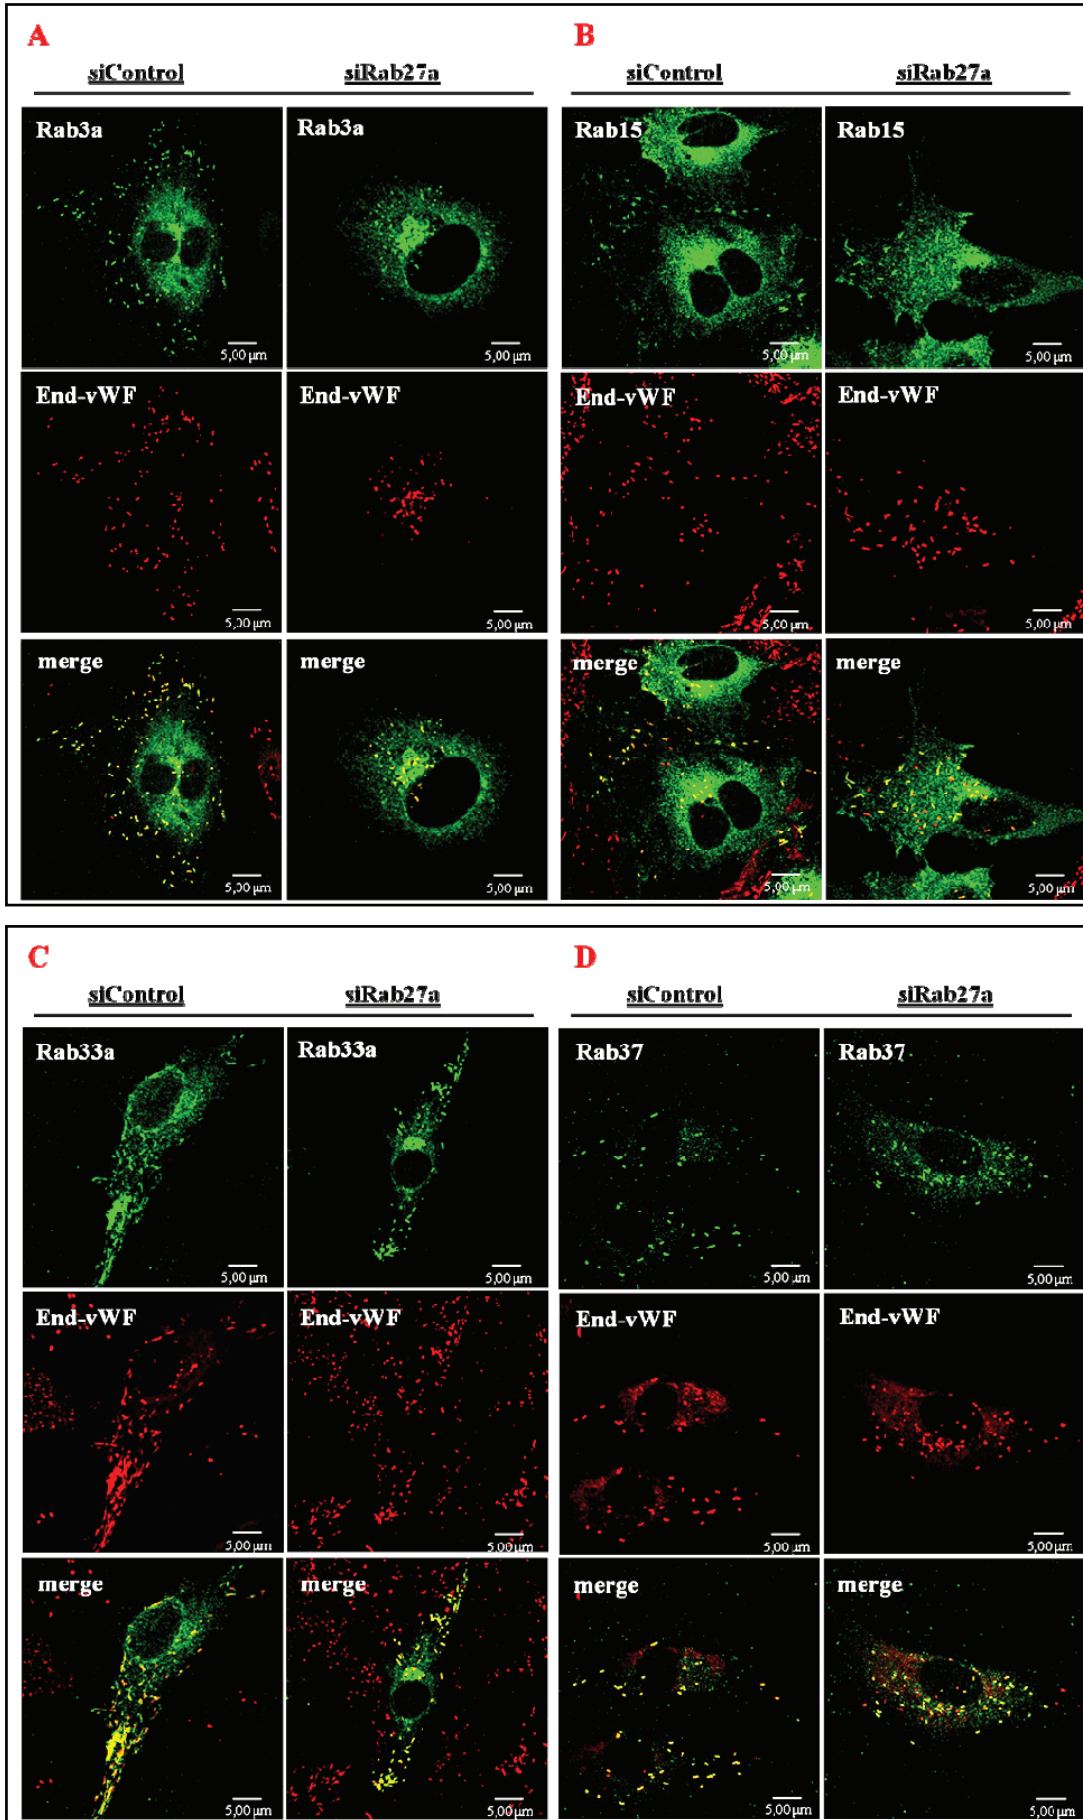 A B
siControl siRab27a siControl siRab27a
Rab3a Rab3a Rab15 Rab15
5,00 µm 5,00 µm 5,00 µm 5,00 µm
End-vWF End-vWF End-vWF End-vWF
5,00 µm 5,00 µm 5,00 µm 5,00 µm
merge merge merge merge
5,00 µm 5,00 µm 5,00 µm 5,00 µm
C D
siControl siRab27a siControl siRab27a
Rab33a Rab33a Rab37 Rab37
5,00 µm 5,00 µm 5,00 µm 5,00 µm
End-vWF End-vWF End-vWF End-vWF
5,00 µm 5,00 µm 5,00 µm 5,00 µm
merge merge merge merge
5,00 µm 5,00 µm 5,00 µm 5,00 µm